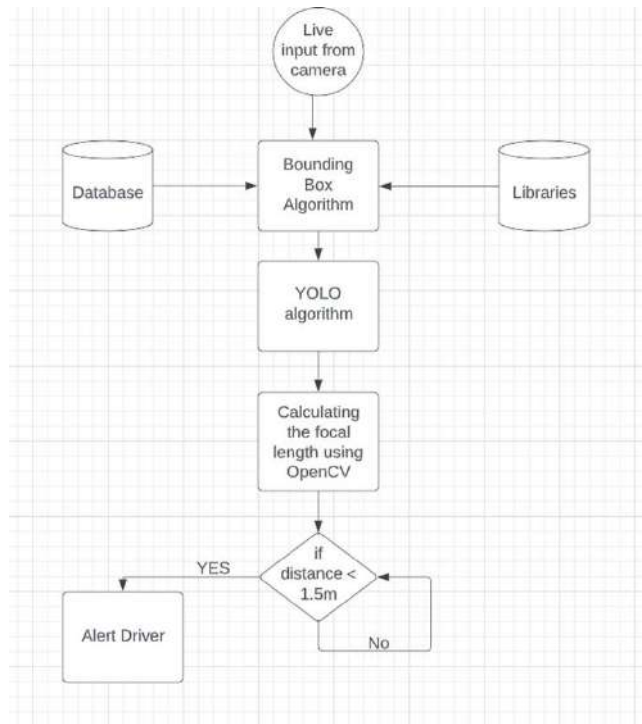 Live
input from
camera
Database
Bounding
Box
Algorithm
Libraries
YOLO
algorithm
Calculating
the focal
length using
OpenCV
if
distance <
1.5m
YES
No
Alert Driver